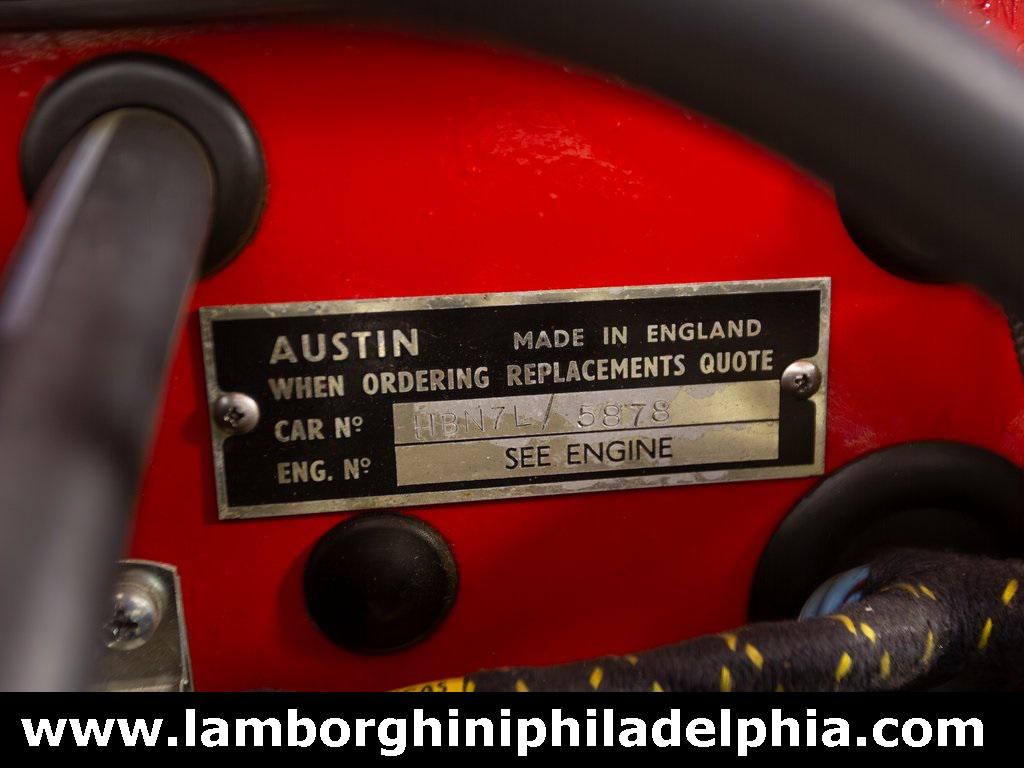 AUSTIN MADE IN ENGLAND
WHEN ORDERING REPLACEMENTS QUOTE
CAR Nº HBN7L/ 5878
ENG. Nº SEE ENGINE
www.lamborghiniphiladelphia.com